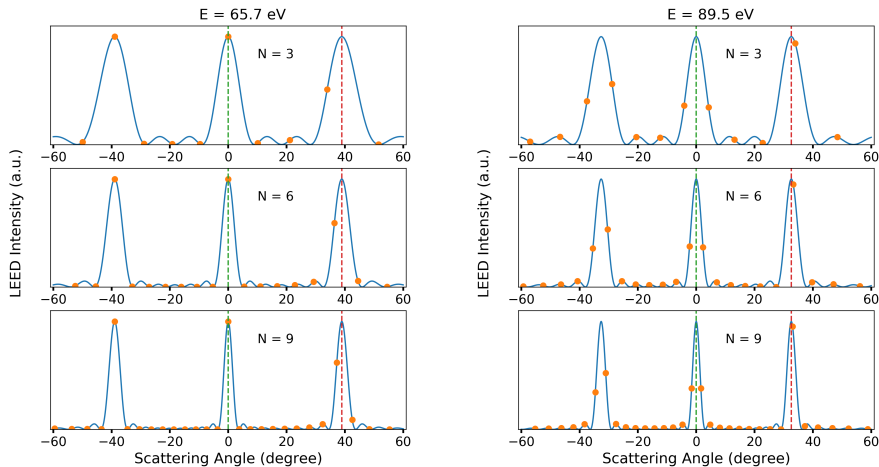 E = 65.7 eV
E = 89.5 eV
N = 3
N = 3
−60 −40 −20 0 20 40 60
−60 −40 −20 0 20 40 60
LEED Intensity (a.u.)
LEED Intensity (a.u.)
N = 6
N = 6
−60 −40 −20 0 20 40 60
−60 −40 −20 0 20 40 60
N = 9
N = 9
−60 −40 −20 0 20 40 60
−60 −40 −20 0 20 40 60
Scattering Angle (degree)
Scattering Angle (degree)